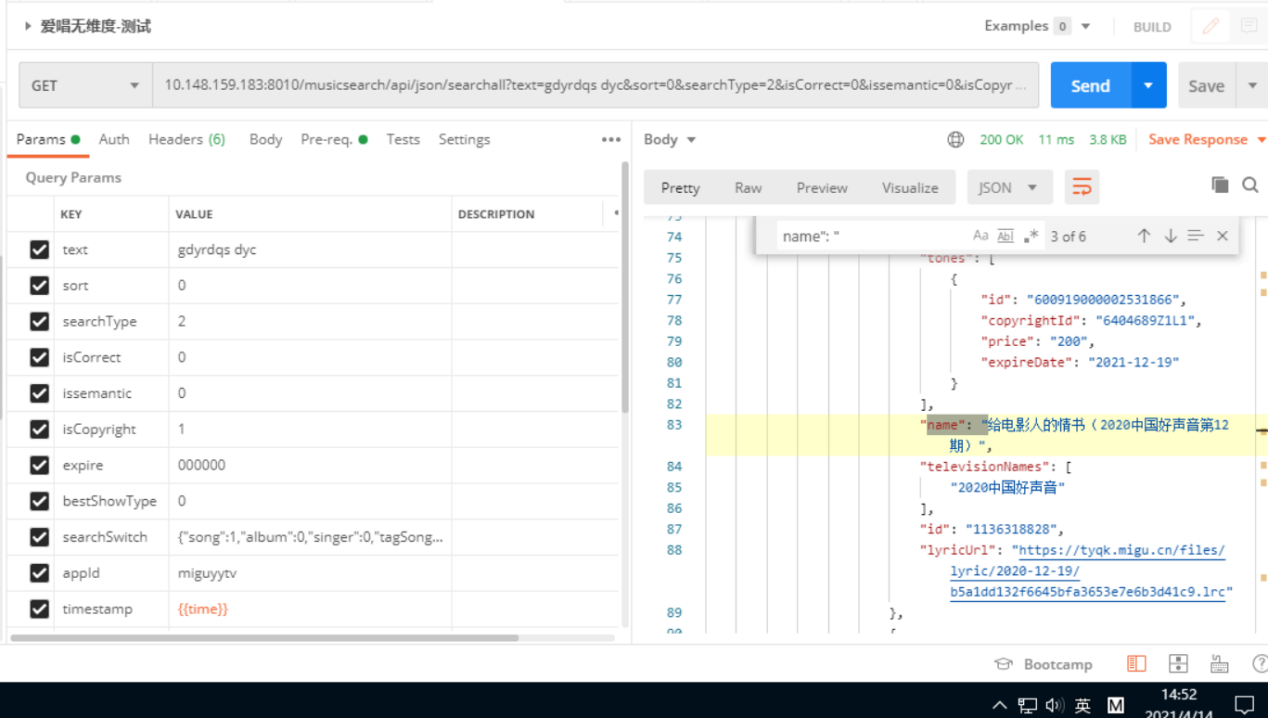 爱唱无维度-测试
Examples 0
BUILD
GET
10.148.159.183:8010/musicsearch/api/json/searchall?text=gdyrdqs dyc&sort=0&searchType=2&isCorrect=0&issemantic=0&isCopyr ...
Send
Save
Params
Auth
Headers (6)
Body
Pre-req.
Tests
Settings
Query Params
KEY VALUE DESCRIPTION
text gdyrdqs dyc
sort 0
searchType 2
isCorrect 0
issemantic 0
isCopyright 1
expire 000000
bestShowType 0
searchSwitch {"song":1,"album":0,"singer":0,"tagSong...
appId miguyytv
timestamp {{time}}
Body
200 OK 11 ms 3.8 KB Save Response
Pretty Raw Preview Visualize JSON
name": " Aa Abl .* 3 of 6
73
74
75 "tones": [
76 {
77 "id": "600919000002531866",
78 "copyrightId": "6404689Z1L1",
79 "price": "200",
80 "expireDate": "2021-12-19"
81 }
82 ],
83 "name": "给电影人的情书（2020中国好声音第12
期）",
84 "televisionNames": [
85 "2020中国好声音"
86 ],
87 "id": "1136318828",
88 "lyricUrl": "https://tyqk.migu.cn/files/
lyric/2020-12-19/
b5a1dd132f6645bfa3653e7e6b3d41c9.lrc"
89 },
90 {
Bootcamp
英 M
14:52
2021/4/14